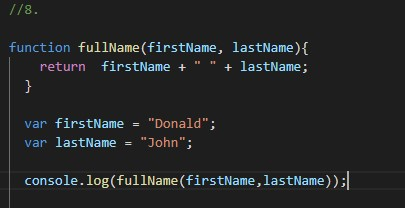 //8.
function fullName(firstName, lastName){
return  firstName + " " + lastName;
}
var firstName = "Donald";
var lastName = "John";
console.log(fullName(firstName,lastName));